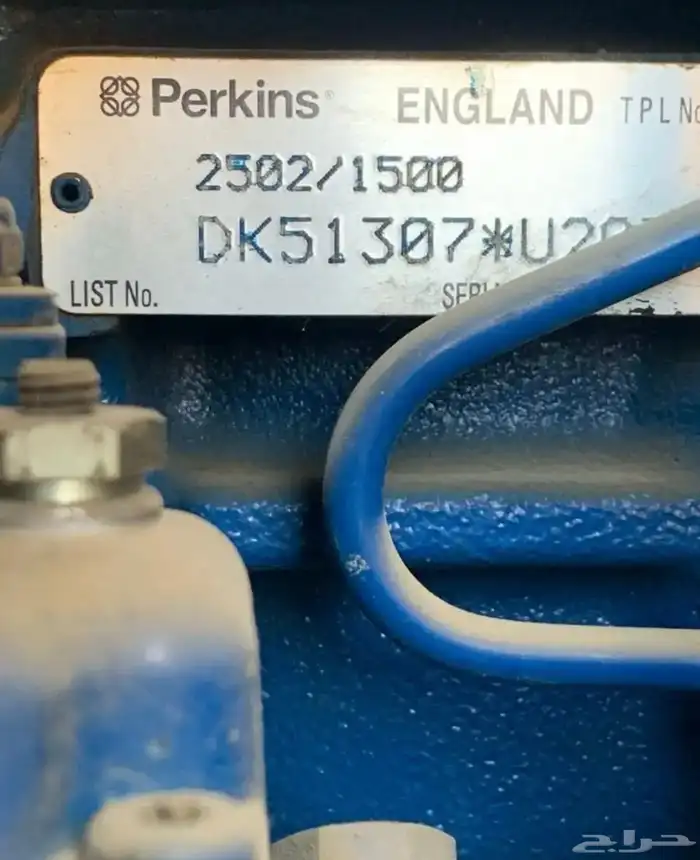 Perkins ENGLAND TPL No
2502/1500
DK51307*U2
LIST No.
حراج